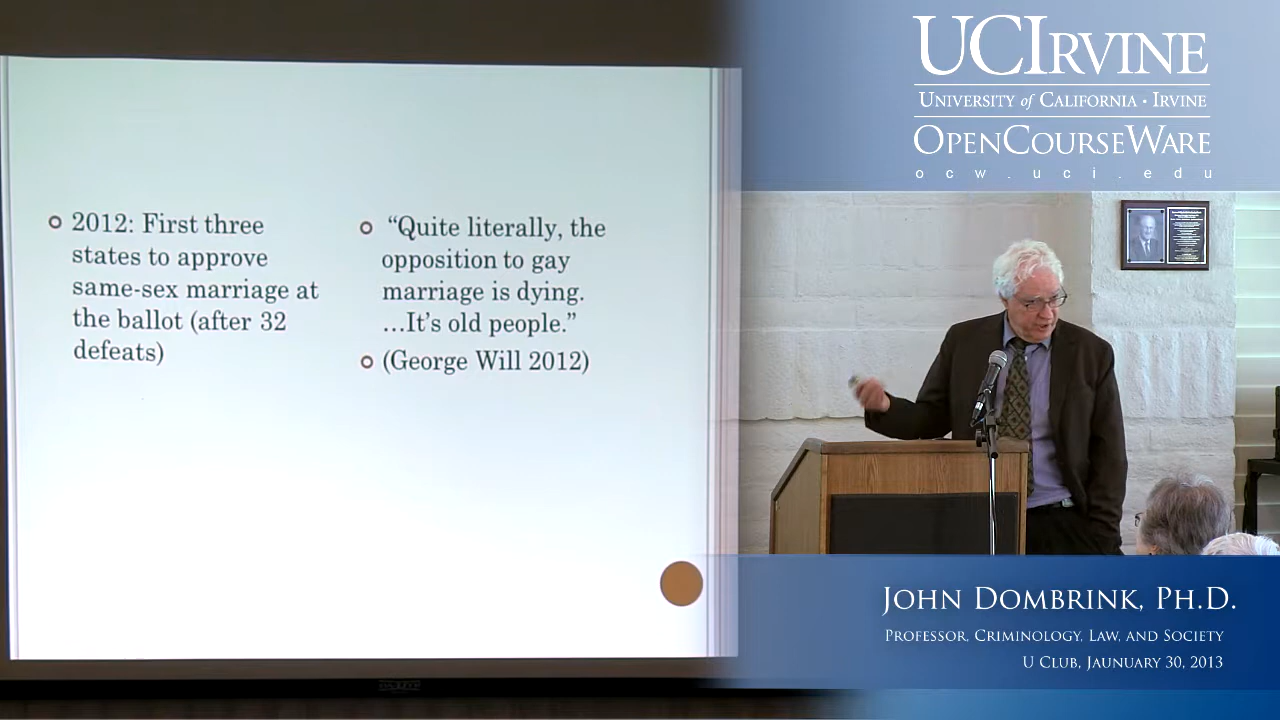 2012: First three
states to approve
same-sex marriage at
the ballot (after 32
defeats)
“Quite literally, the
opposition to gay
marriage is dying.
…It’s old people.”
(George Will 2012)
UCIRVINE
UNIVERSITY of CALIFORNIA • IRVINE
OPENCOURSEWARE
ocw.uci.edu
JOHN DOMBRINK, PH.D.
PROFESSOR, CRIMINOLOGY, LAW, AND SOCIETY
U CLUB, JAUNUARY 30, 2013